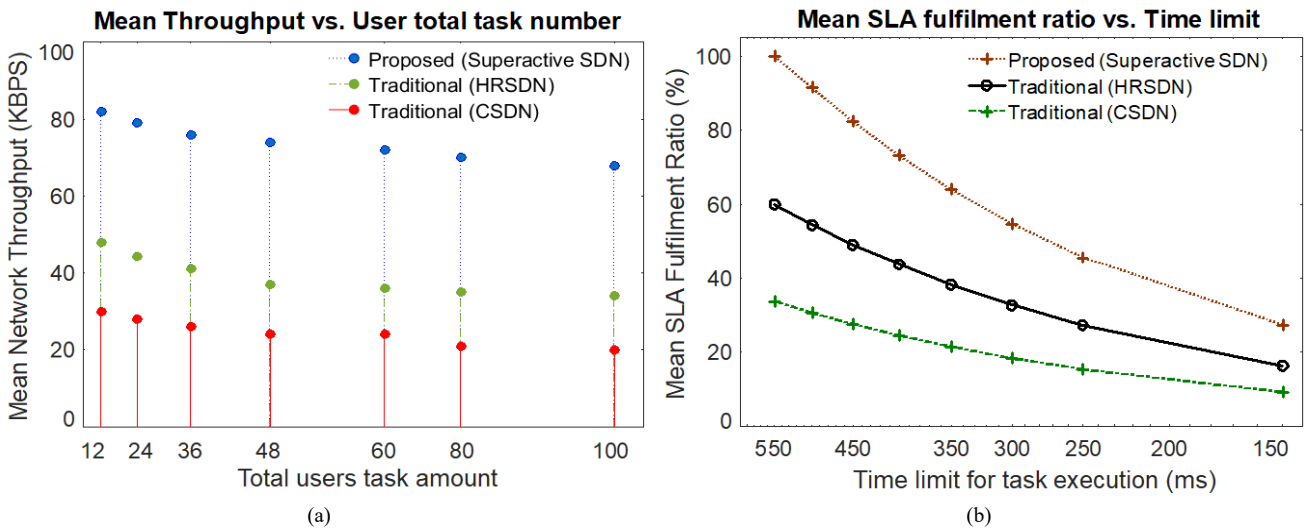 Mean Throughput vs. User total task number
100
80
60
40
20
0
Mean Network Throughput (KBPS)
Proposed (Superactive SDN)
Traditional (HRSDN)
Traditional (CSDN)
12 24 36 48 60 80 100
Total users task amount
(a)
Mean SLA fulfilment ratio vs. Time limit
100
80
60
40
20
0
Mean SLA Fulfilment Ratio (%)
Proposed (Superactive SDN)
Traditional (HRSDN)
Traditional (CSDN)
550 450 350 300 250 200 150
Time limit for task execution (ms)
(b)